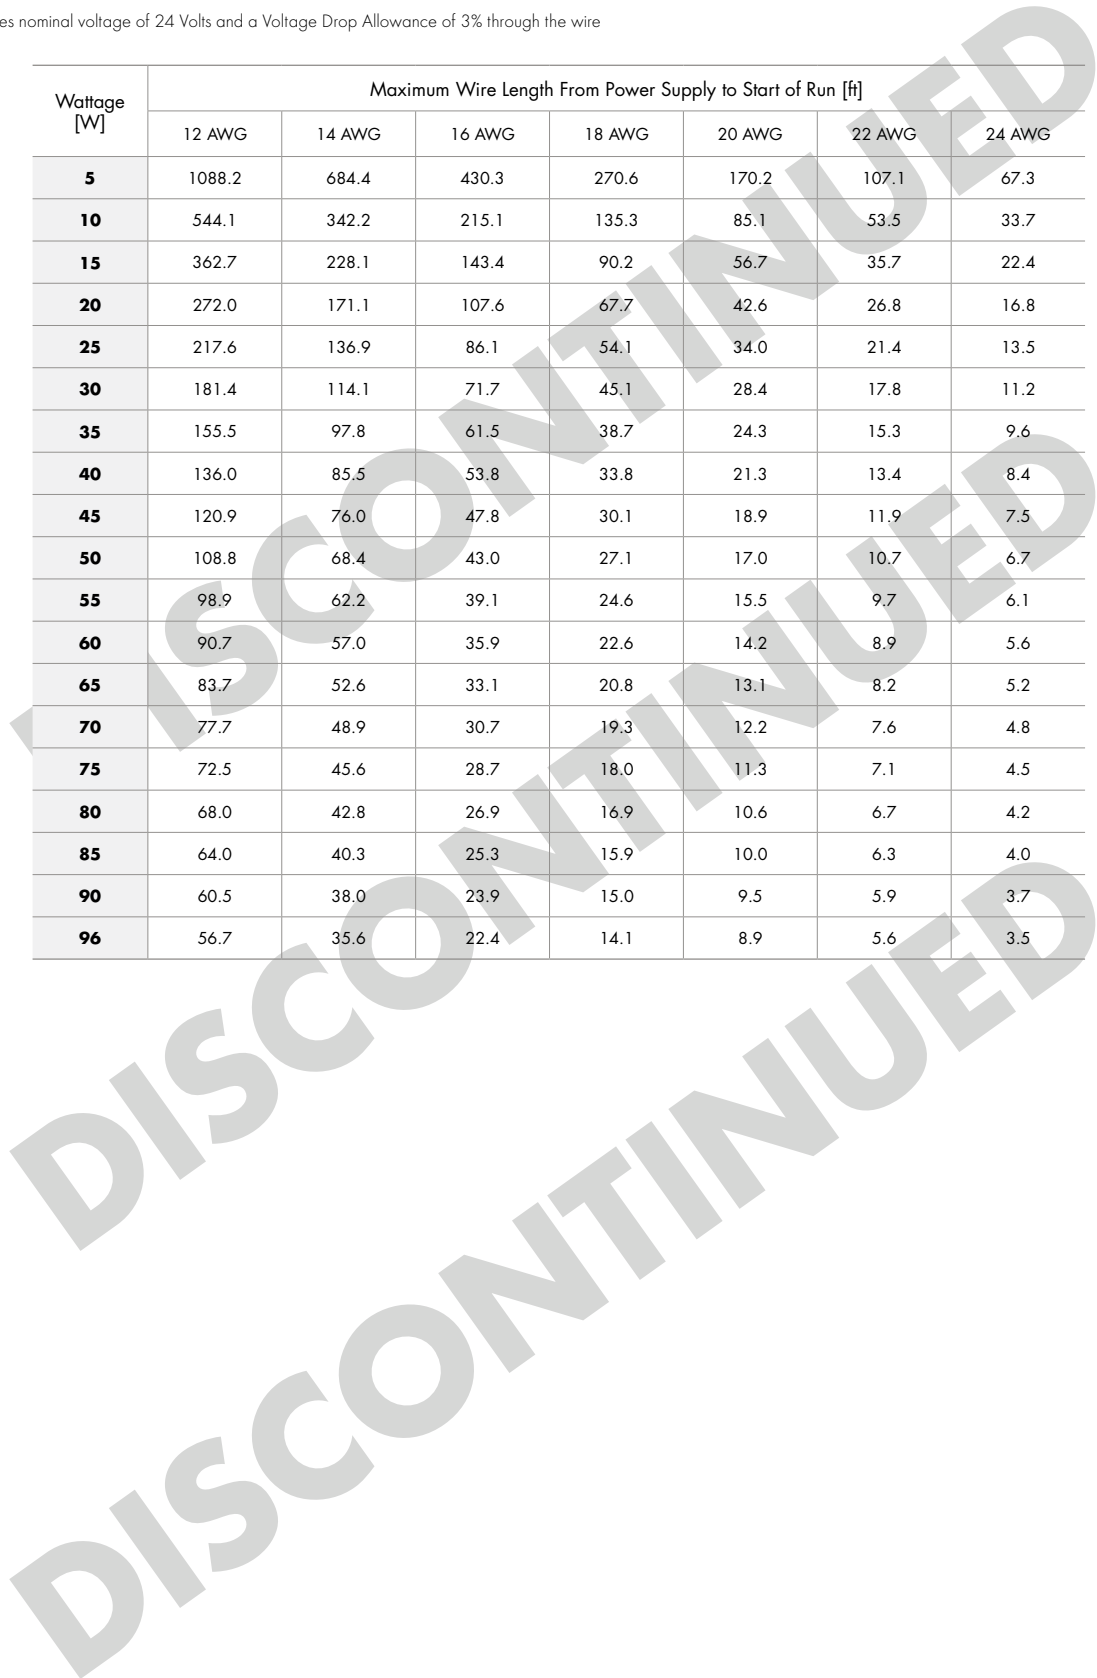 es nominal voltage of 24 Volts and a Voltage Drop Allowance of 3% through the wire
Wattage [W] Maximum Wire Length From Power Supply to Start of Run [ft]
12 AWG 14 AWG 16 AWG 18 AWG 20 AWG 22 AWG 24 AWG
5 1088.2 684.4 430.3 270.6 170.2 107.1 67.3
10 544.1 342.2 215.1 135.3 85.1 53.5 33.7
15 362.7 228.1 143.4 90.2 56.7 35.7 22.4
20 272.0 171.1 107.6 67.7 42.6 26.8 16.8
25 217.6 136.9 86.1 54.1 34.0 21.4 13.5
30 181.4 114.1 71.7 45.1 28.4 17.8 11.2
35 155.5 97.8 61.5 38.7 24.3 15.3 9.6
40 136.0 85.5 53.8 33.8 21.3 13.4 8.4
45 120.9 76.0 47.8 30.1 18.9 11.9 7.5
50 108.8 68.4 43.0 27.1 17.0 10.7 6.7
55 98.9 62.2 39.1 24.6 15.5 9.7 6.1
60 90.7 57.0 35.9 22.6 14.2 8.9 5.6
65 83.7 52.6 33.1 20.8 13.1 8.2 5.2
70 77.7 48.9 30.7 19.3 12.2 7.6 4.8
75 72.5 45.6 28.7 18.0 11.3 7.1 4.5
80 68.0 42.8 26.9 16.9 10.6 6.7 4.2
85 64.0 40.3 25.3 15.9 10.0 6.3 4.0
90 60.5 38.0 23.9 15.0 9.5 5.9 3.7
96 56.7 35.6 22.4 14.1 8.9 5.6 3.5
DISCONTINUED
DISCONTINUED
DISCONTINUED